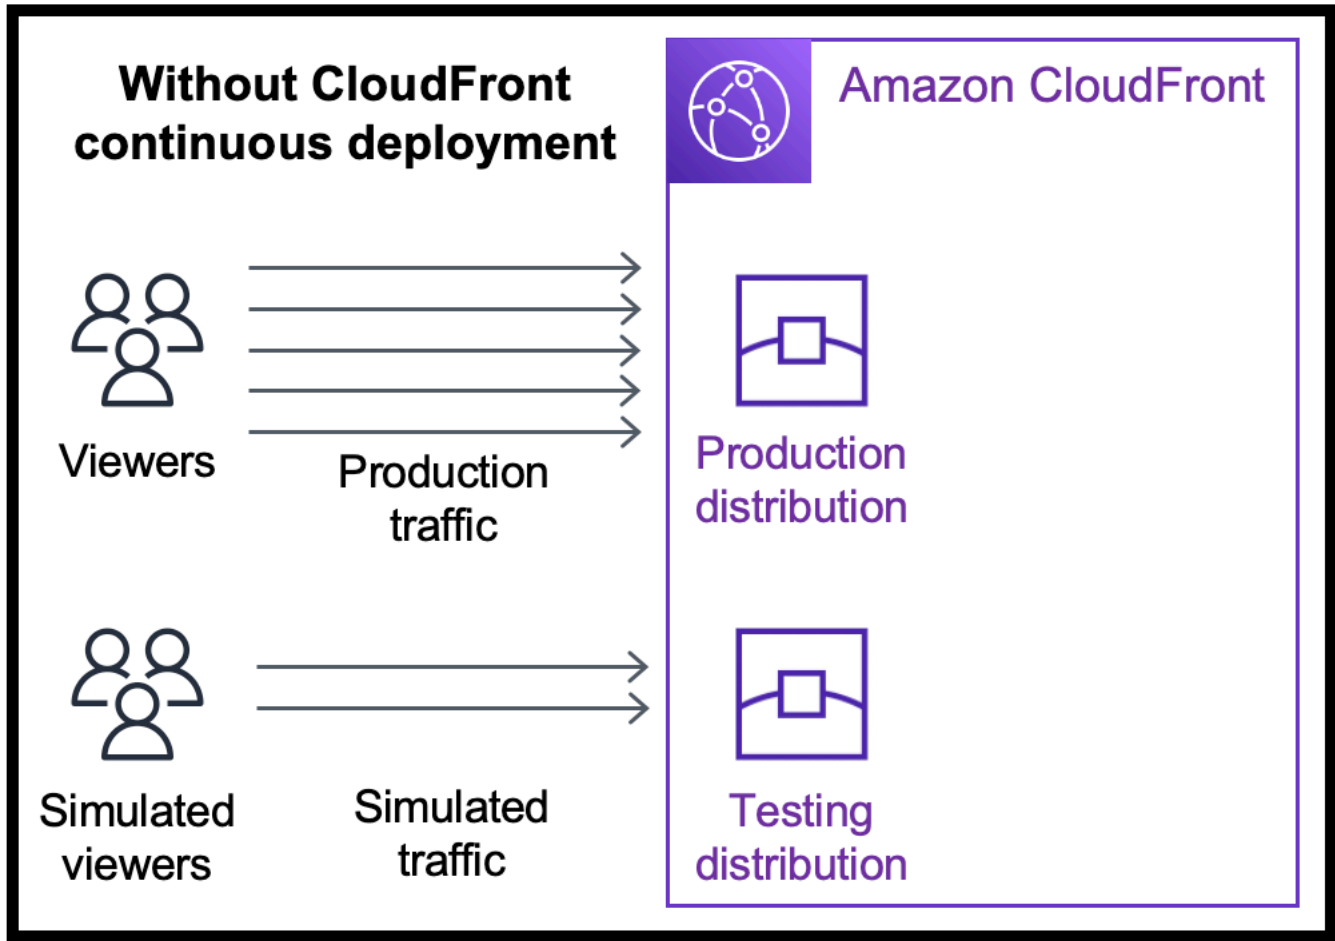 Without CloudFront
continuous deployment
Amazon CloudFront
Viewers
Production
traffic
Production
distribution
Simulated
viewers
Simulated
traffic
Testing
distribution